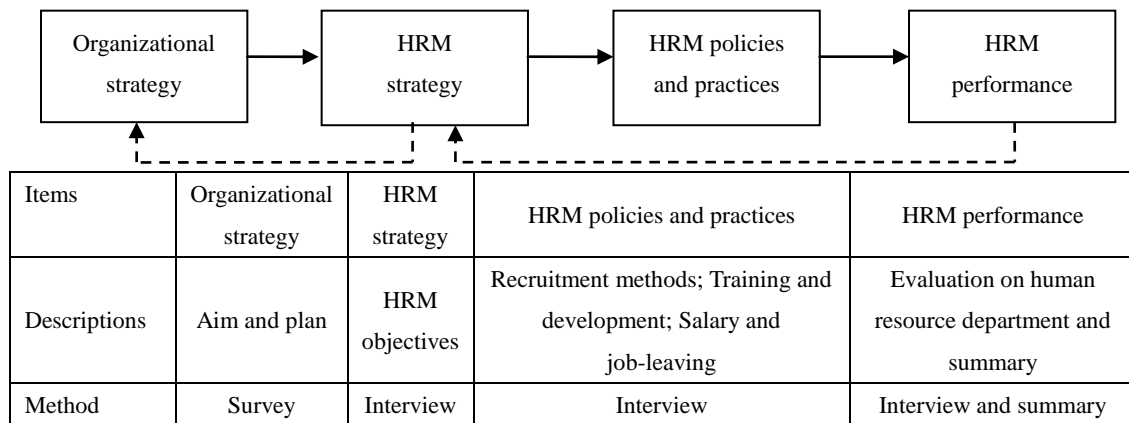 Organizational
strategy
HRM
strategy
HRM policies
and practices
HRM
performance
Items
Organizational
strategy
HRM
strategy
HRM policies and practices
HRM performance
Descriptions
Aim and plan
HRM
objectives
Recruitment methods; Training and
development; Salary and
job-leaving
Evaluation on human
resource department and
summary
Method
Survey
Interview
Interview
Interview and summary